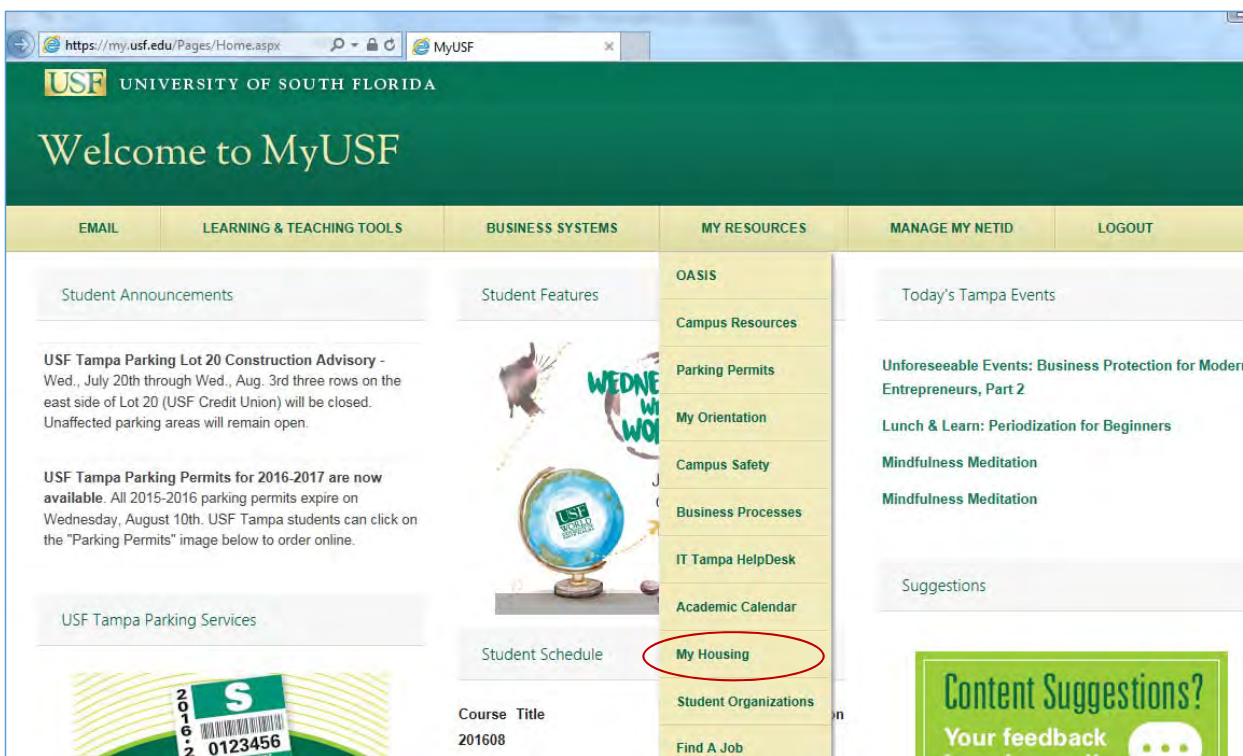 https://my.usf.edu/Pages/Home.aspx
MyUSF
USF UNIVERSITY OF SOUTH FLORIDA
Welcome to MyUSF
EMAIL
LEARNING & TEACHING TOOLS
BUSINESS SYSTEMS
MY RESOURCES
MANAGE MY NETID
LOGOUT
Student Announcements
USF Tampa Parking Lot 20 Construction Advisory -
Wed., July 20th through Wed., Aug. 3rd three rows on the
east side of Lot 20 (USF Credit Union) will be closed.
Unaffected parking areas will remain open.
USF Tampa Parking Permits for 2016-2017 are now
available. All 2015-2016 parking permits expire on
Wednesday, August 10th. USF Tampa students can click on
the "Parking Permits" image below to order online.
USF Tampa Parking Services
2016-2
S
0123456
Student Features
USF
WORLD
Student Schedule
Course Title
201608
OASIS
Campus Resources
Parking Permits
My Orientation
Campus Safety
Business Processes
IT Tampa HelpDesk
Academic Calendar
My Housing
Student Organizations
Find A Job
Today's Tampa Events
Unforeseeable Events: Business Protection for Modern
Entrepreneurs, Part 2
Lunch & Learn: Periodization for Beginners
Mindfulness Meditation
Mindfulness Meditation
Suggestions
Content Suggestions?
Your feedback